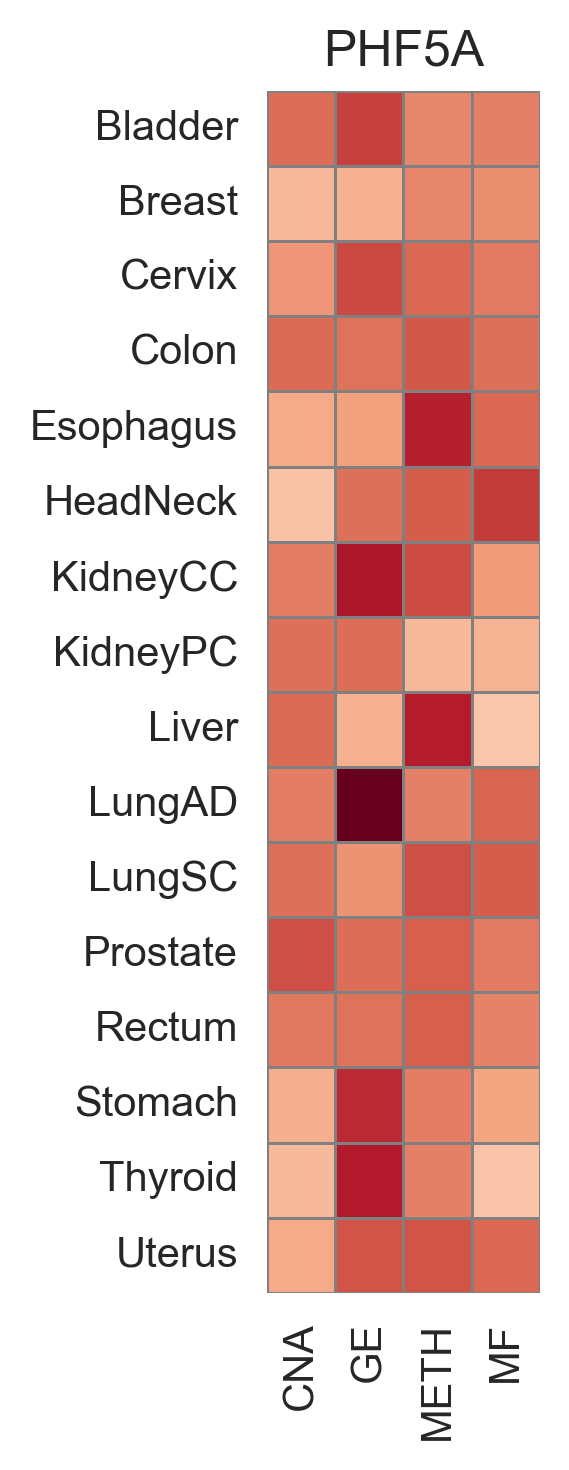 PHF5A
Bladder
Breast
Cervix
Colon
Esophagus
HeadNeck
KidneyCC
KidneyPC
Liver
LungAD
LungSC
Prostate
Rectum
Stomach
Thyroid
Uterus
CNA
GE
METH
MF